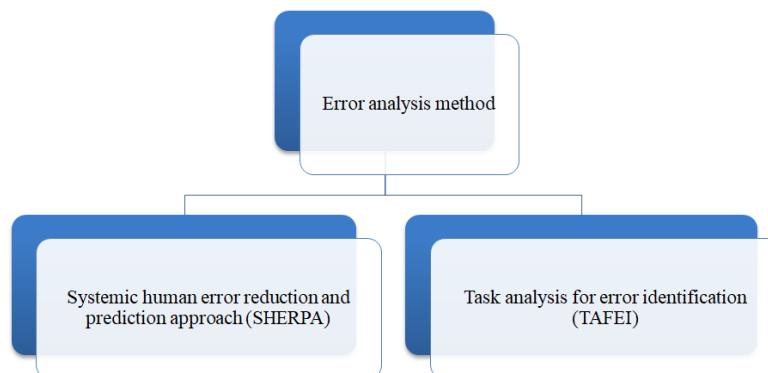 Error analysis method
Systemic human error reduction and
prediction approach (SHERPA)
Task analysis for error identification
(TAFEI)